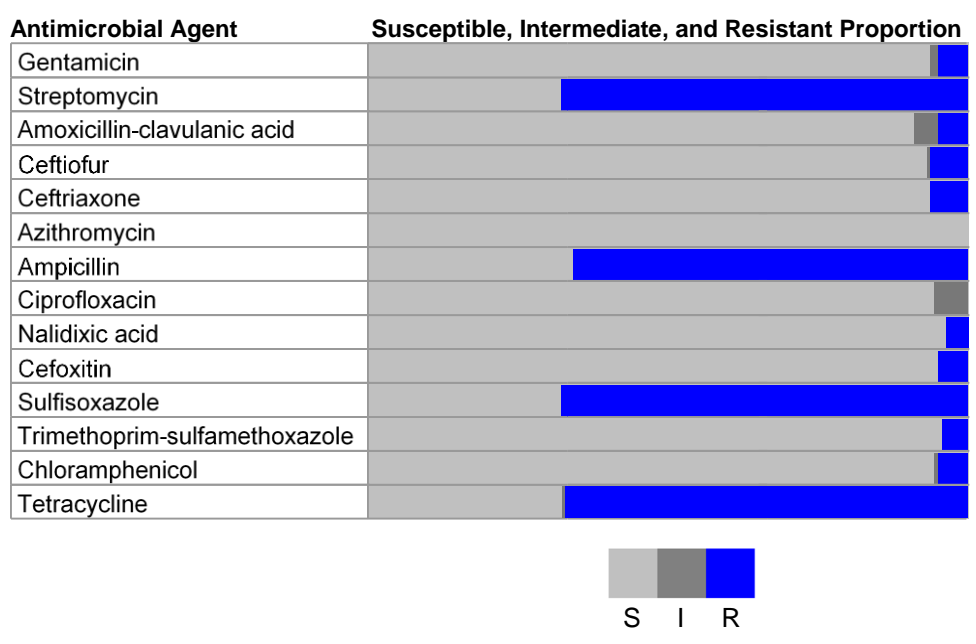 Antimicrobial Agent Susceptible, Intermediate, and Resistant Proportion
Gentamicin
Streptomycin
Amoxicillin-clavulanic acid
Ceftiofur
Ceftriaxone
Azithromycin
Ampicillin
Ciprofloxacin
Nalidixic acid
Cefoxitin
Sulfisoxazole
Trimethoprim-sulfamethoxazole
Chloramphenicol
Tetracycline
S I R